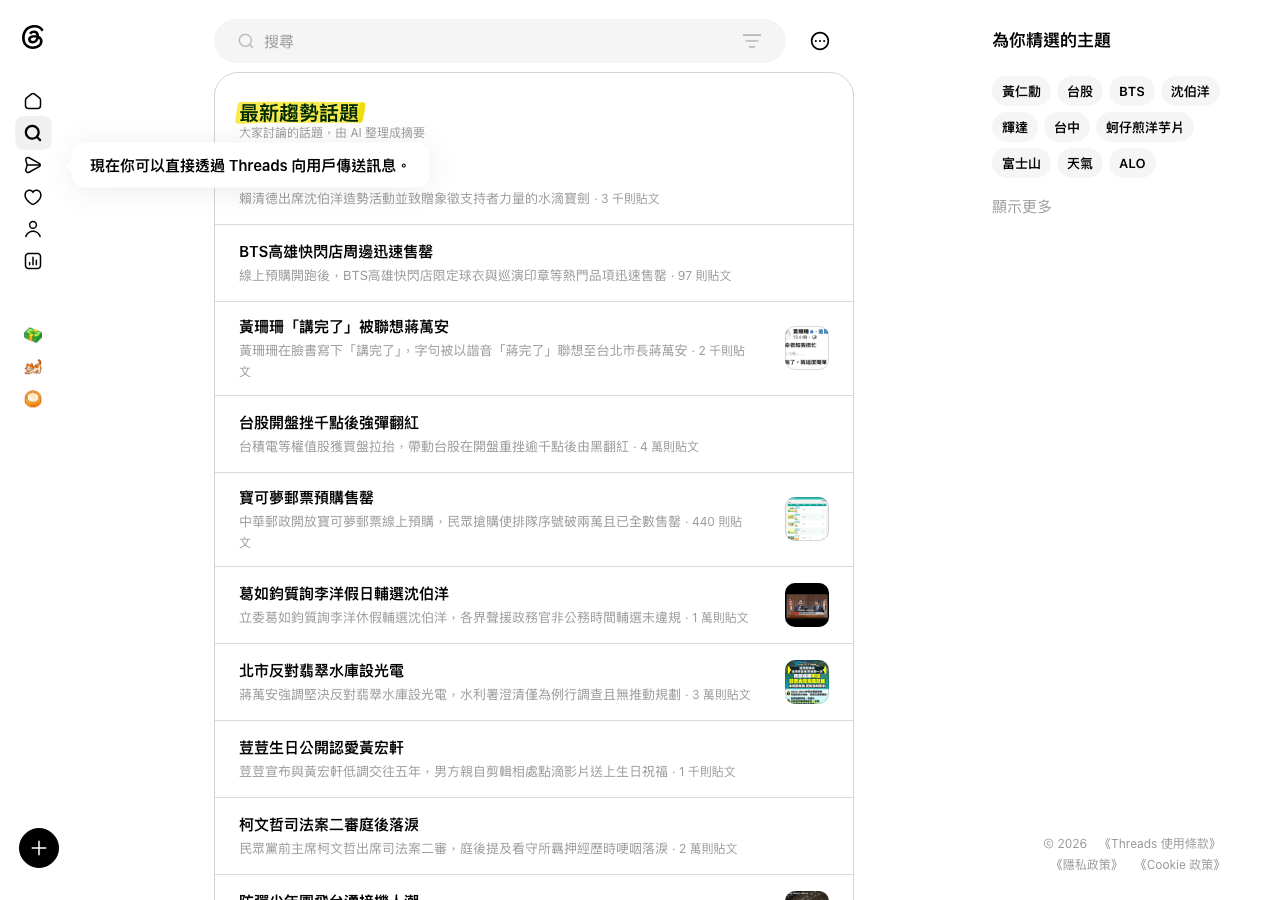 搜尋
最新趨勢話題
大家討論的話題，由 AI 整理成摘要
現在你可以直接透過 Threads 向用戶傳送訊息。
賴清德出席沈伯洋造勢活動並致贈象徵支持者力量的水滴寶劍 · 3 千則貼文
BTS高雄快閃店周邊迅速售罄
線上預購開跑後，BTS高雄快閃店限定球衣與巡演印章等熱門品項迅速售罄 · 97 則貼文
黃珊珊「講完了」被聯想蔣萬安
黃珊珊在臉書寫下「講完了」，字句被以諧音「蔣完了」聯想至台北市長蔣萬安 · 2 千則貼
文
台股開盤挫千點後強彈翻紅
台積電等權值股獲買盤拉抬，帶動台股在開盤重挫逾千點後由黑翻紅 · 4 萬則貼文
寶可夢郵票預購售罄
中華郵政開放寶可夢郵票線上預購，民眾搶購使排隊序號破兩萬且已全數售罄 · 440 則貼
文
葛如鈞質詢李洋假日輔選沈伯洋
立委葛如鈞質詢李洋休假輔選沈伯洋，各界聲援政務官非公務時間輔選未違規 · 1 萬則貼文
北市反對翡翠水庫設光電
蔣萬安強調堅決反對翡翠水庫設光電，水利署澄清僅為例行調查且無推動規劃 · 3 萬則貼文
荳荳生日公開認愛黃宏軒
荳荳宣布與黃宏軒低調交往五年，男方親自剪輯相處點滴影片送上生日祝福 · 1 千則貼文
柯文哲司法案二審庭後落淚
民眾黨前主席柯文哲出席司法案二審，庭後提及看守所羈押經歷時哽咽落淚 · 2 萬則貼文
防彈少年團飛台湧接機人潮
為你精選的主題
黃仁勳
台股
BTS
沈伯洋
輝達
台中
蚵仔煎洋芋片
富士山
天氣
ALO
顯示更多
© 2026 《Threads 使用條款》
《隱私政策》 《Cookie 政策》